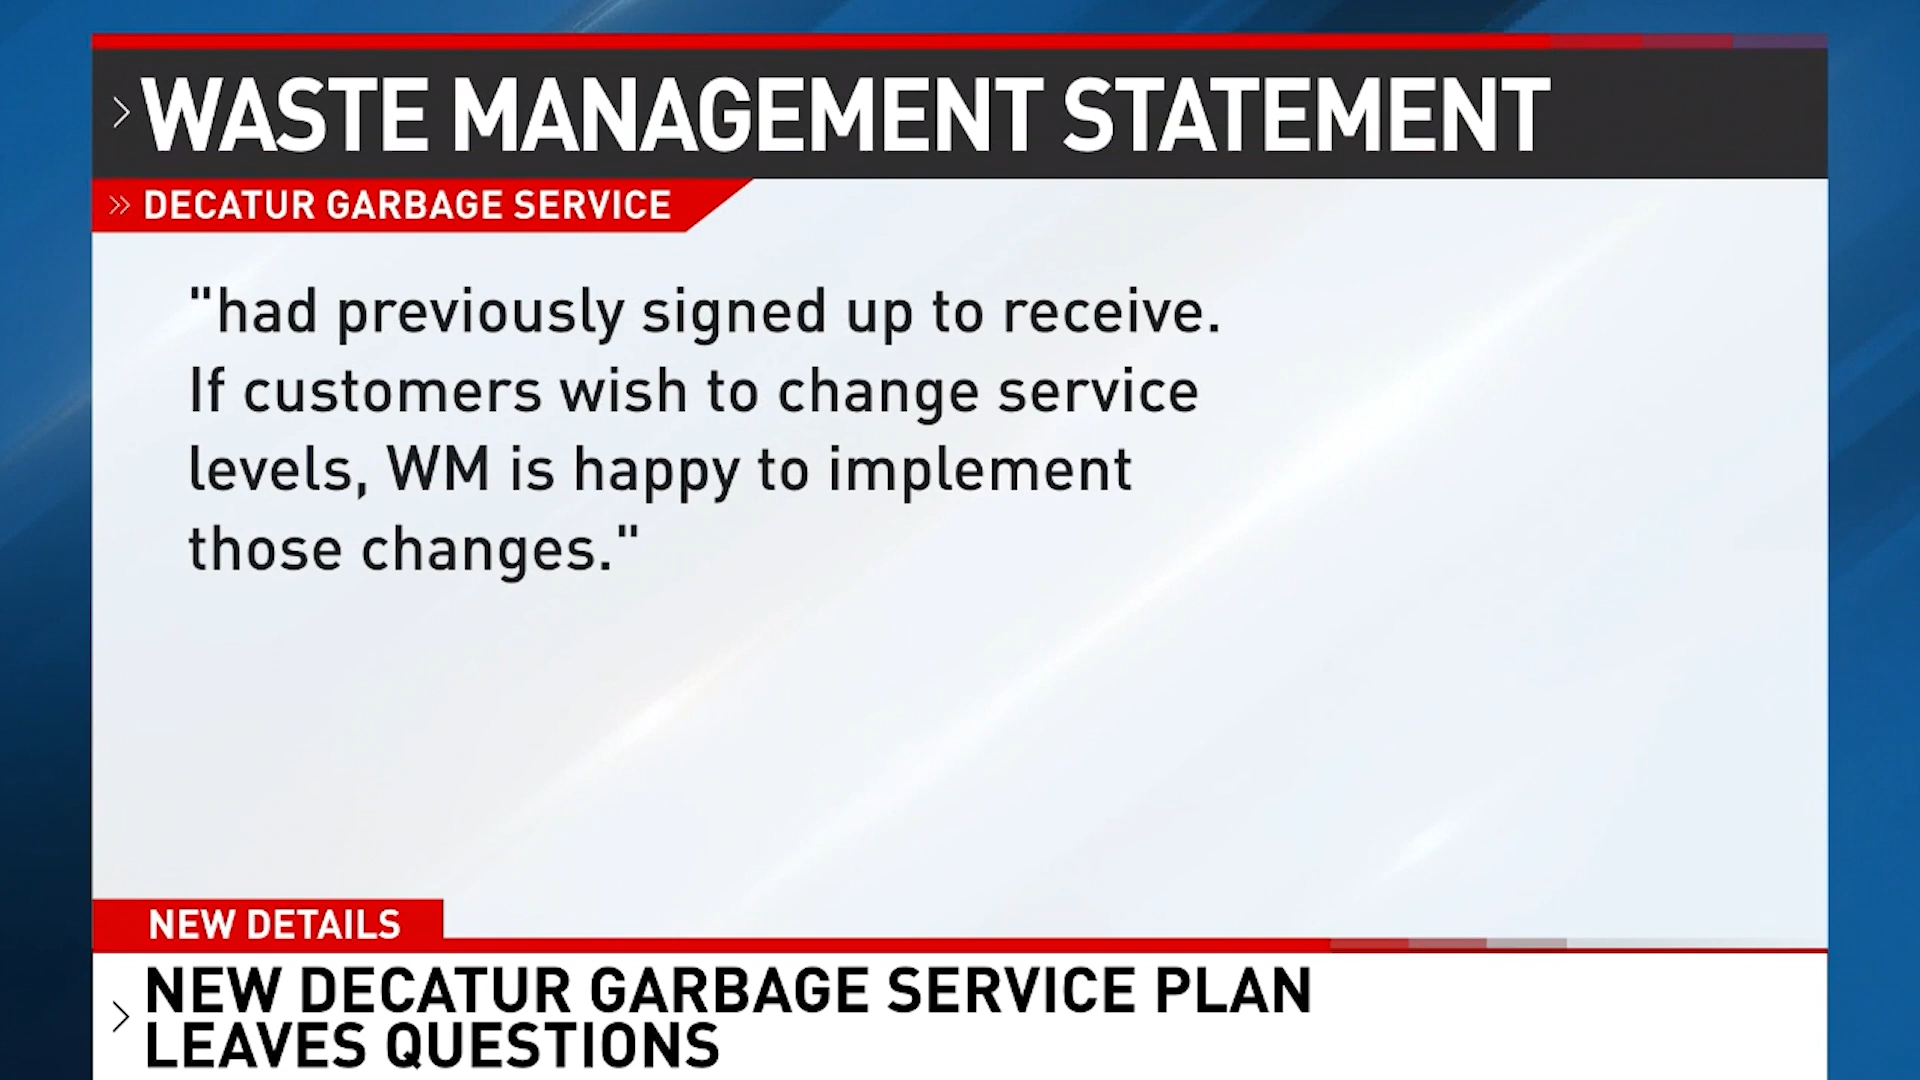 WASTE MANAGEMENT STATEMENT
DECATUR GARBAGE SERVICE
"had previously signed up to receive.
If customers wish to change service
levels, WM is happy to implement
those changes."
NEW DETAILS
NEW DECATUR GARBAGE SERVICE PLAN
LEAVES QUESTIONS